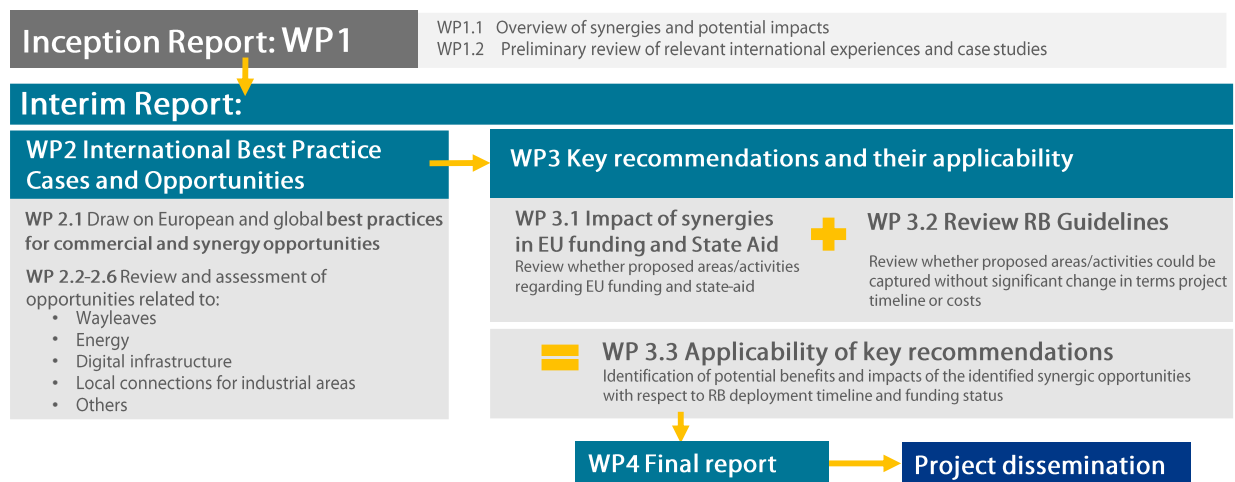 Inception Report: WP1
WP1.1 Overview of synergies and potential impacts
WP1.2 Preliminary review of relevant international experiences and case studies
Interim Report:
WP2 International Best Practice
Cases and Opportunities
WP 2.1 Draw on European and global best practices
for commercial and synergy opportunities
WP 2.2-2.6 Review and assessment of
opportunities related to:
• Wayleaves
• Energy
• Digital infrastructure
• Local connections for industrial areas
• Others
WP3 Key recommendations and their applicability
WP 3.1 Impact of synergies
in EU funding and State Aid
Review whether proposed areas/activities
regarding EU funding and state-aid
WP 3.2 Review RB Guidelines
Review whether proposed areas/activities could be
captured without significant change in terms project
timeline or costs
WP 3.3 Applicability of key recommendations
Identification of potential benefits and impacts of the identified synergic opportunities
with respect to RB deployment timeline and funding status
WP4 Final report
Project dissemination